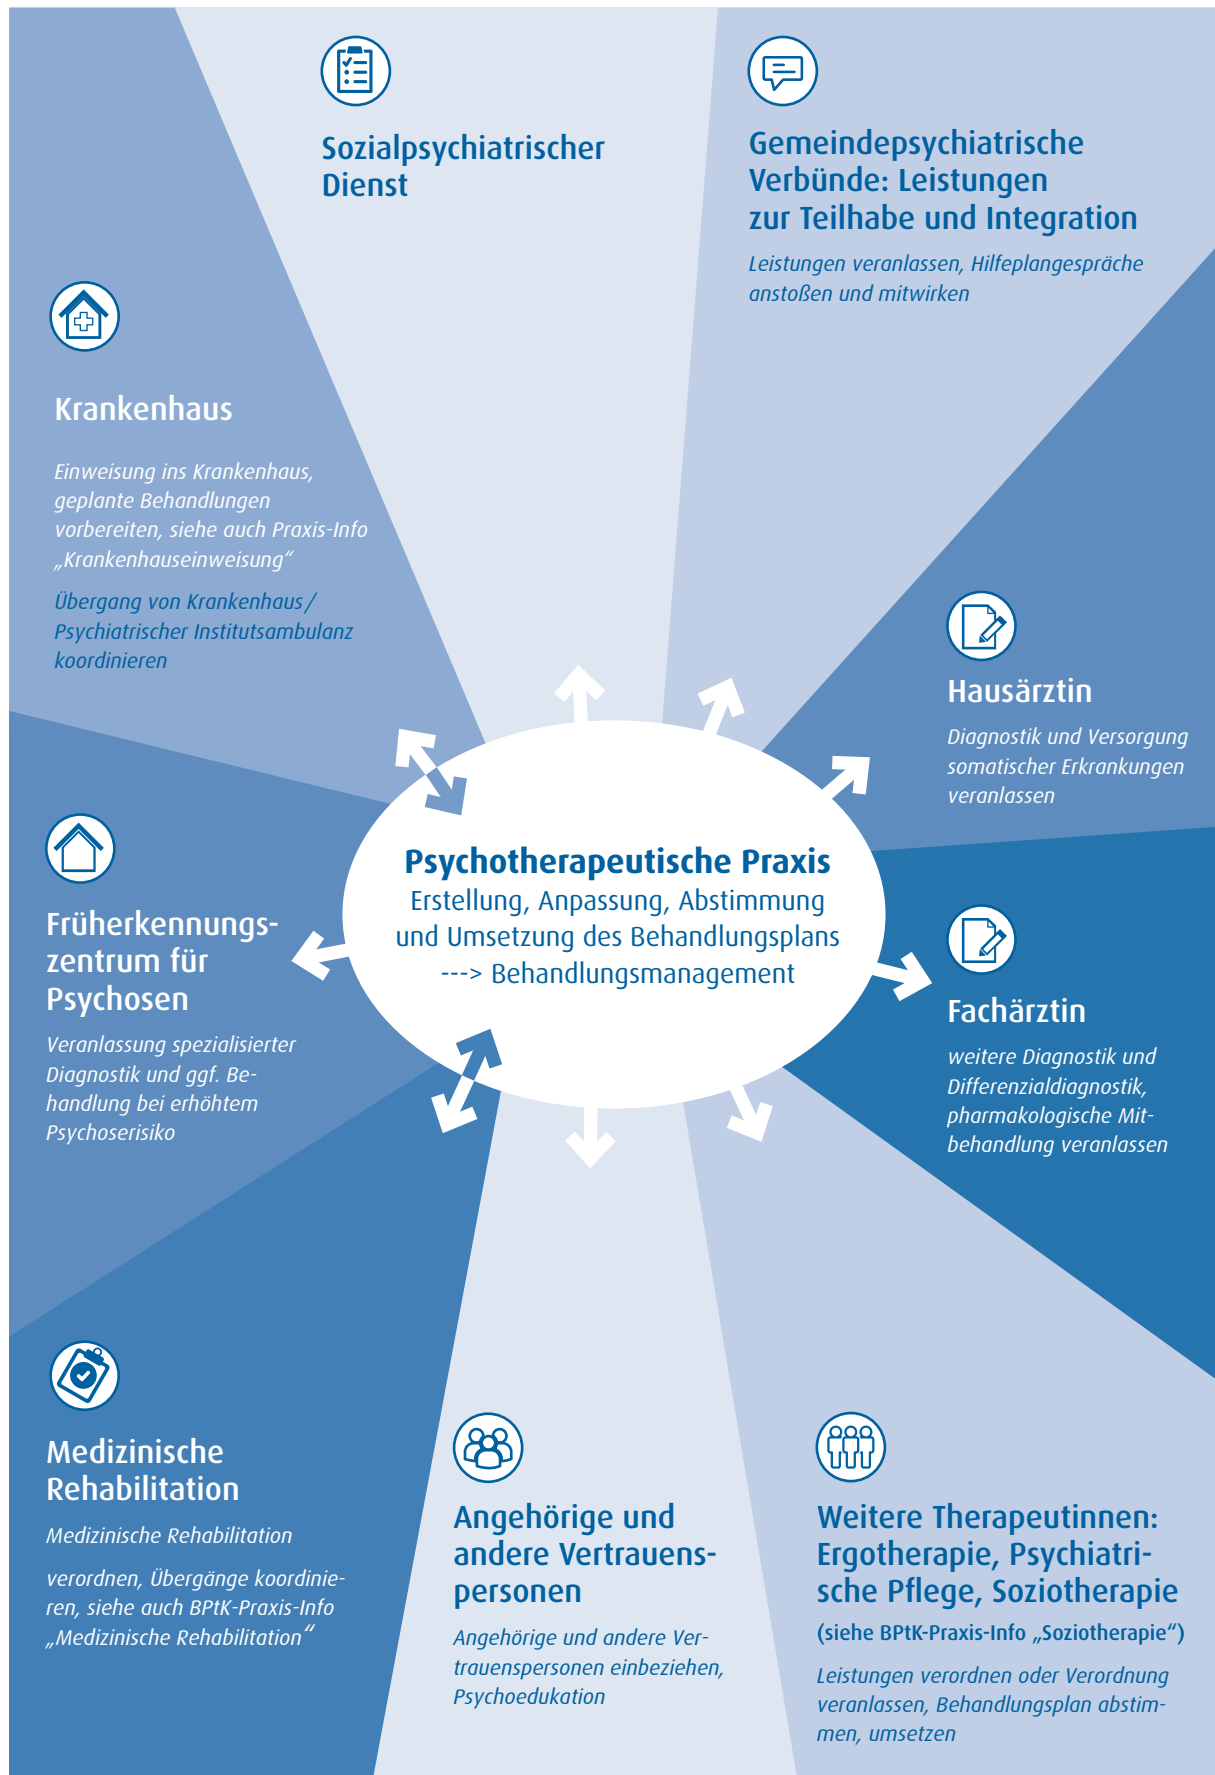 Sozialpsychiatrischer
Dienst
Gemeindepsychiatrische
Verbünde: Leistungen
zur Teilhabe und Integration
Leistungen veranlassen, Hilfeplangespräche
anstoßen und mitwirken
Krankenhaus
Einweisung ins Krankenhaus,
geplante Behandlungen
vorbereiten, siehe auch Praxis-Info
„Krankenhauseinweisung“
Übergang von Krankenhaus/
Psychiatrischer Institutsambulanz
koordinieren
Hausärztin
Diagnostik und Versorgung
somatischer Erkrankungen
veranlassen
Psychotherapeutische Praxis
Erstellung, Anpassung, Abstimmung
und Umsetzung des Behandlungsplans
---> Behandlungsmanagement
Früherkennungs-
zentrum für
Psychosen
Veranlassung spezialisierter
Diagnostik und ggf. Be-
handlung bei erhöhtem
Psychoserisiko
Fachärztin
weitere Diagnostik und
Differenzialdiagnostik,
pharmakologische Mit-
behandlung veranlassen
Medizinische
Rehabilitation
Medizinische Rehabilitation
verordnen, Übergänge koordinie-
ren, siehe auch BPtK-Praxis-Info
„Medizinische Rehabilitation“
Angehörige und
andere Vertrauens-
personen
Angehörige und andere Ver-
trauenspersonen einbeziehen,
Psychoedukation
Weitere Therapeutinnen:
Ergotherapie, Psychiatri-
sche Pflege, Soziotherapie
(siehe BPtK-Praxis-Info „Soziotherapie“)
Leistungen verordnen oder Verordnung
veranlassen, Behandlungsplan abstim-
men, umsetzen